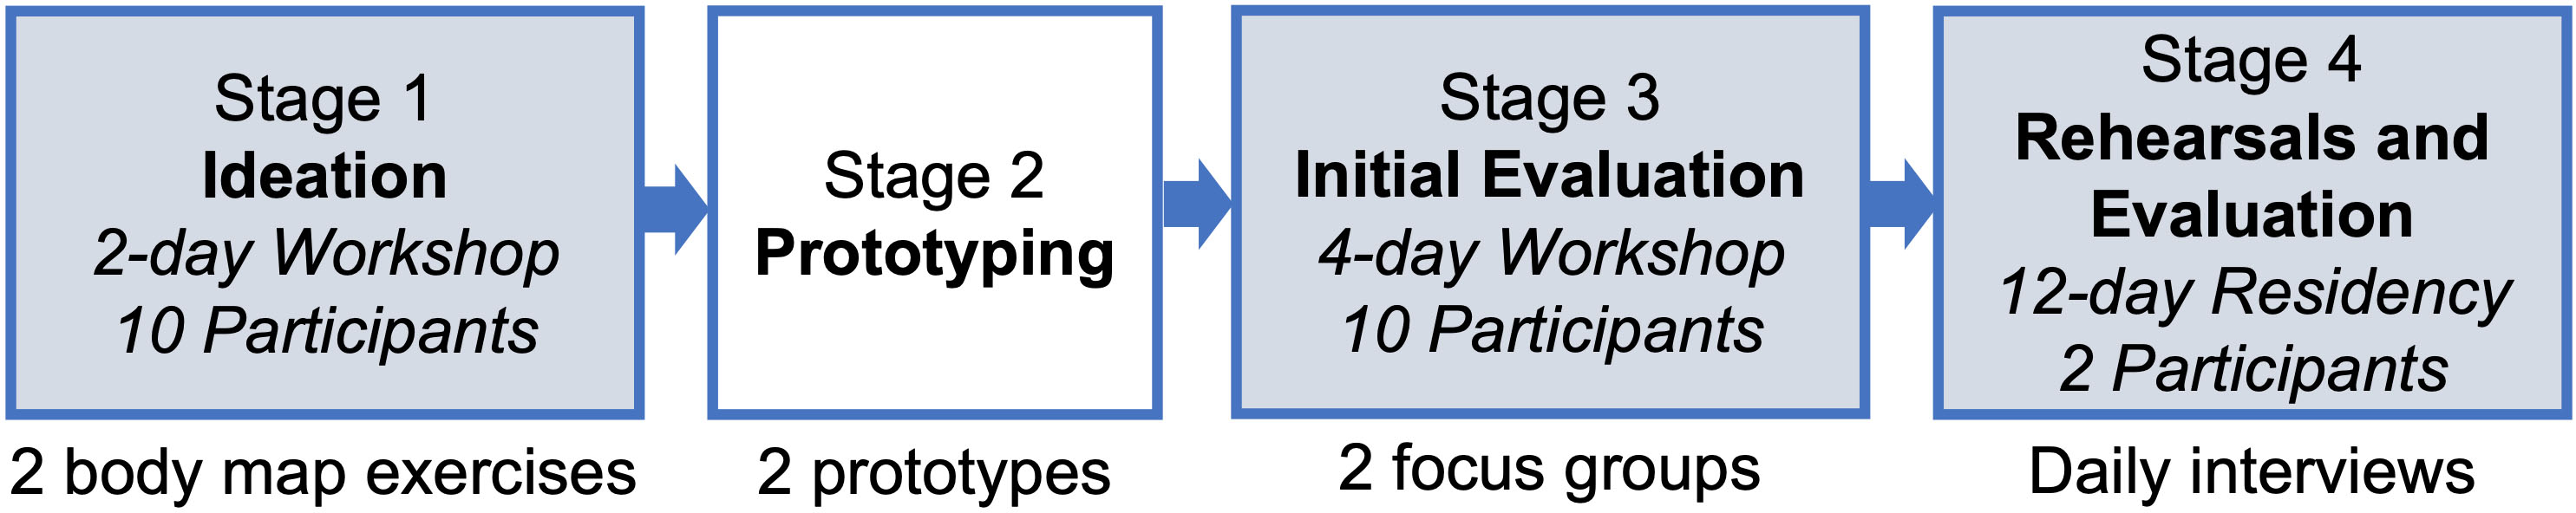 Stage 1
Ideation
2-day Workshop
10 Participants
2 body map exercises
Stage 2
Prototyping
2 prototypes
Stage 3
Initial Evaluation
4-day Workshop
10 Participants
2 focus groups
Stage 4
Rehearsals and
Evaluation
12-day Residency
2 Participants
Daily interviews